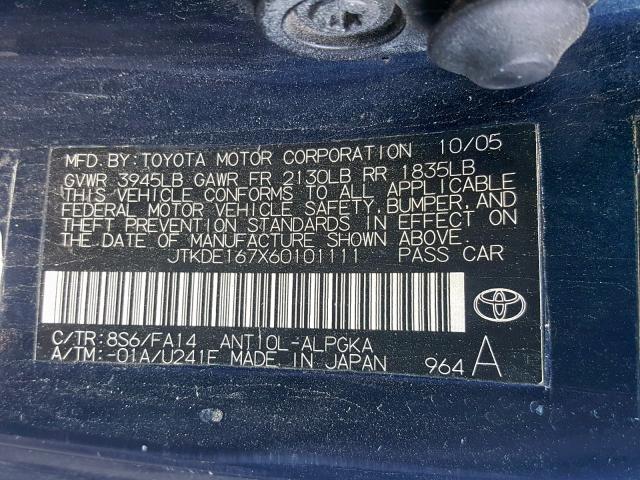 MFD. BY: TOYOTA MOTOR CORPORATION 10/05
GVWR 3945LB GAWR FR 2130LB RR 1835LB
THIS VEHICLE CONFORMS TO ALL APPLICABLE
FEDERAL MOTOR VEHICLE SAFETY, BUMPER, AND
THEFT PREVENTION STANDARDS IN EFFECT ON
THE DATE OF MANUFACTURE SHOWN ABOVE.
JTKDE167X60101111 PASS CAR
C/TR: 8S6/FA14 ANT10L-ALPGKA
A/TM: -01A/U241E MADE IN JAPAN 964 A